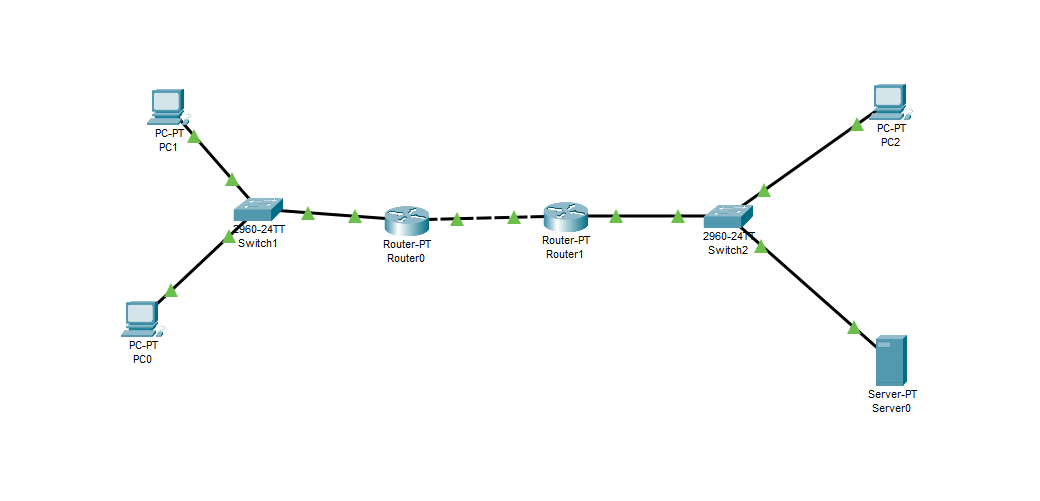 PC-PT
PC1
PC-PT
PC2
2960-24TT
Switch1
Router-PT
Router0
Router-PT
Router1
2960-24TT
Switch2
PC-PT
PC0
Server-PT
Server0